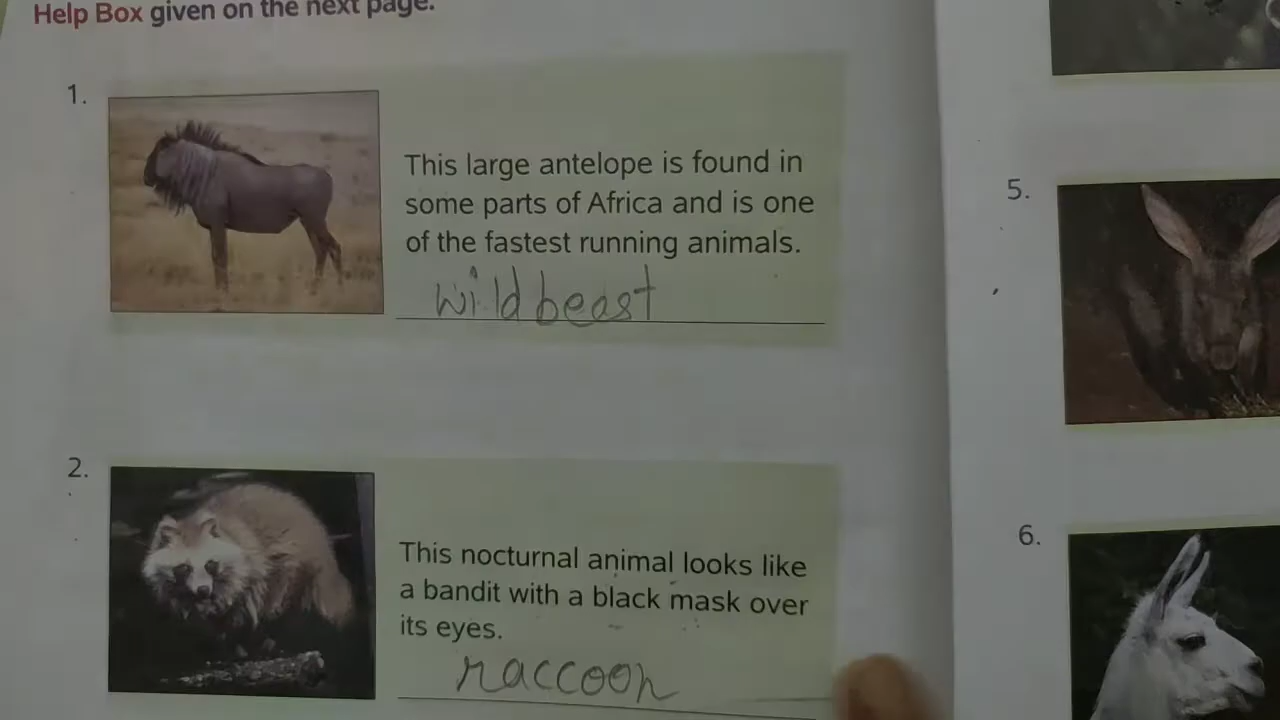 Help Box given on the next page.
1.
This large antelope is found in
some parts of Africa and is one
of the fastest running animals.
wildbeast
2.
This nocturnal animal looks like
a bandit with a black mask over
its eyes.
raccoon
5.
6.